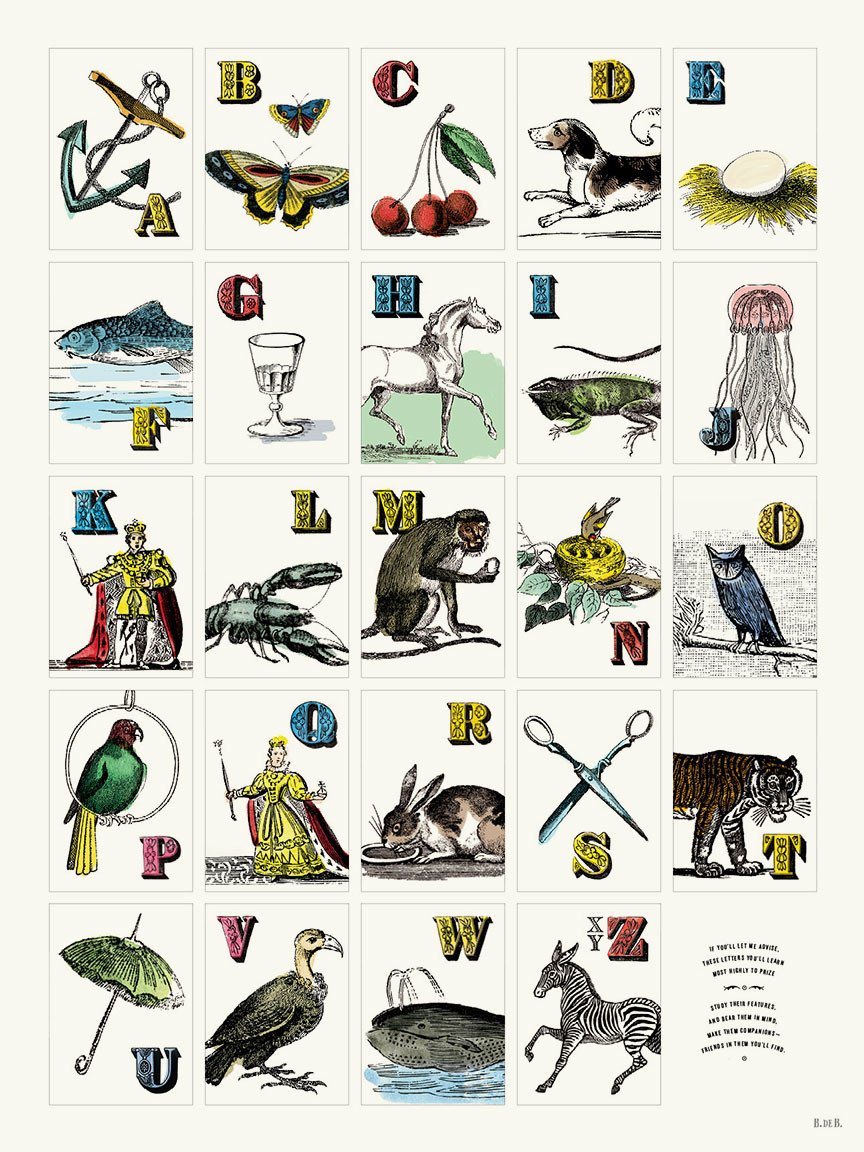 A
B
C
D
E
F
G
H
I
J
K
L
M
N
O
P
Q
R
S
T
U
V
W
X
Y
Z
IF YOU'LL LET ME ADVISE,
THESE LETTERS YOU'LL LEARN
MOST HIGHLY TO PRIZE
STUDY THEIR FEATURES,
AND BEAR THEM IN MIND,
MAKE THEM COMPANIONS—
FRIENDS IN THEM YOU'LL FIND.
B. DE B.